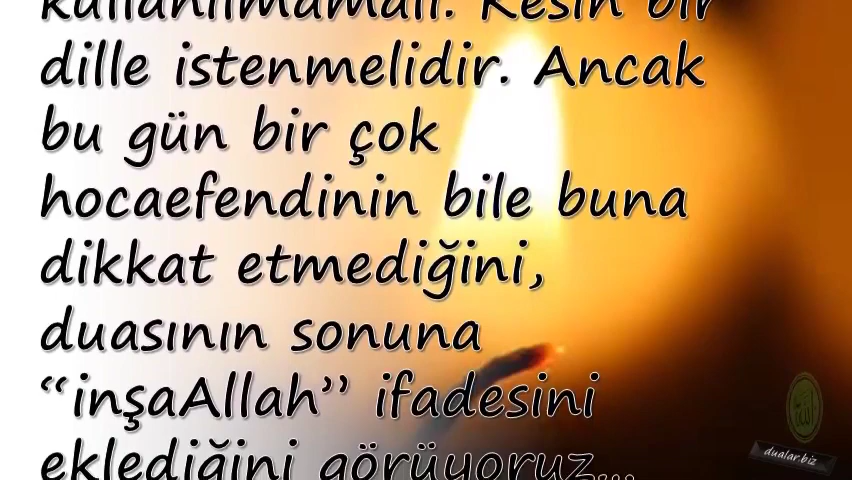 kullanılmamalı. Kesin bir
dille istenmelidir. Ancak
bu gün bir çok
hocaefendinin bile buna
dikkat etmediğini,
duasının sonuna
“inşaAllah” ifadesini
eklediğini görüyoruz...
dualar.biz